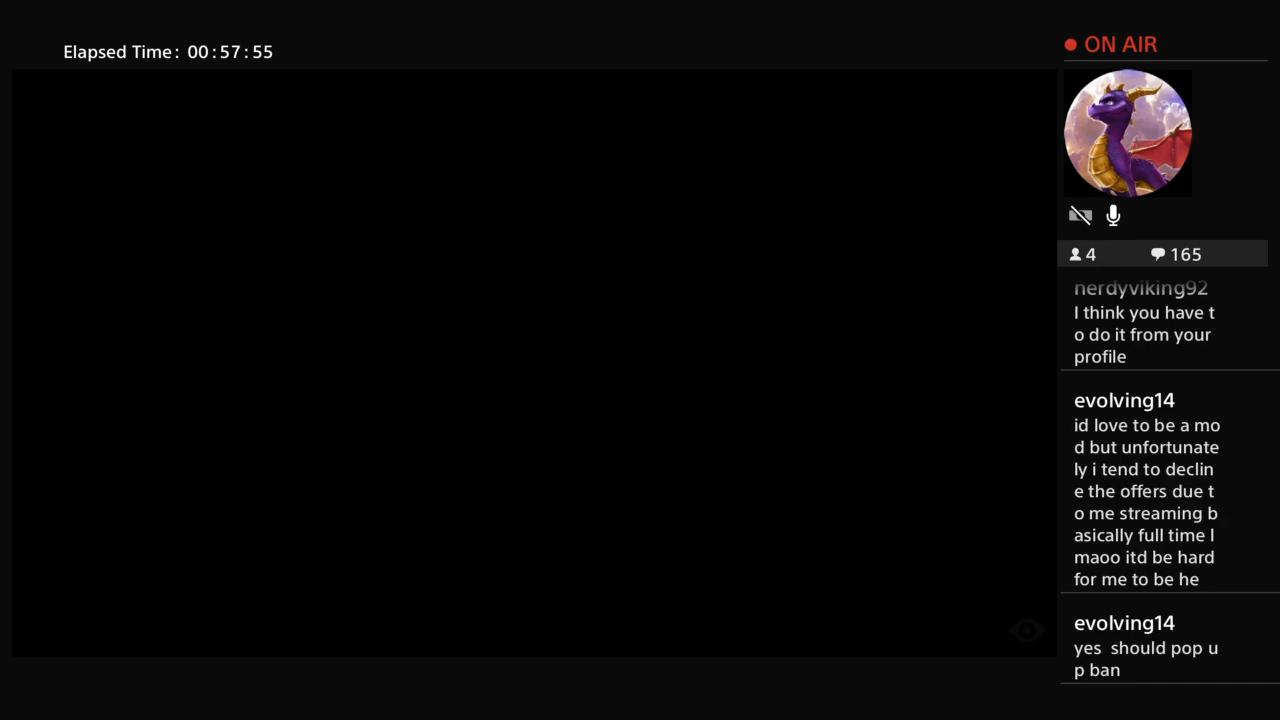 Elapsed Time: 00:57:55
ON AIR
4 165
nerdyviking92
I think you have t
o do it from your
profile
evolving14
id love to be a mo
d but unfortunate
ly i tend to declin
e the offers due t
o me streaming b
asically full time l
maoo itd be hard
for me to be he
evolving14
yes  should pop u
p ban